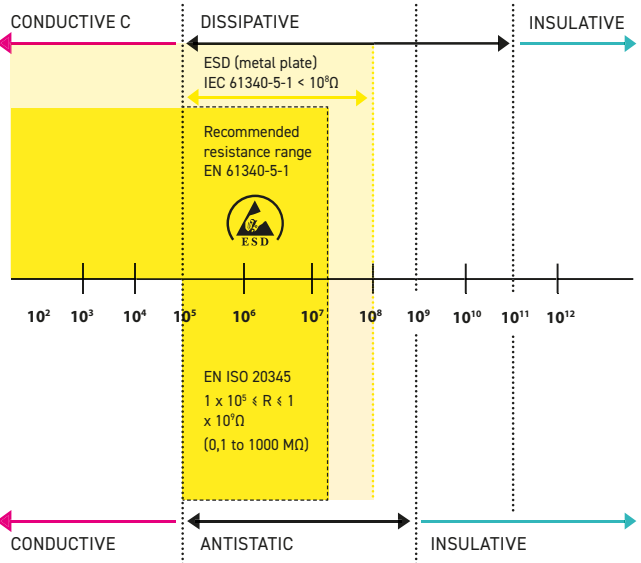 CONDUCTIVE C DISSIPATIVE INSULATIVE
ESD (metal plate)
IEC 61340-5-1 < 10⁸Ω
Recommended
resistance range
EN 61340-5-1
ESD
10² 10³ 10⁴ 10⁵ 10⁶ 10⁷ 10⁸ 10⁹ 10¹⁰ 10¹¹ 10¹²
EN ISO 20345
1 x 10⁵ ≤ R ≤ 1
x 10⁹Ω
(0,1 to 1000 MΩ)
CONDUCTIVE ANTISTATIC INSULATIVE